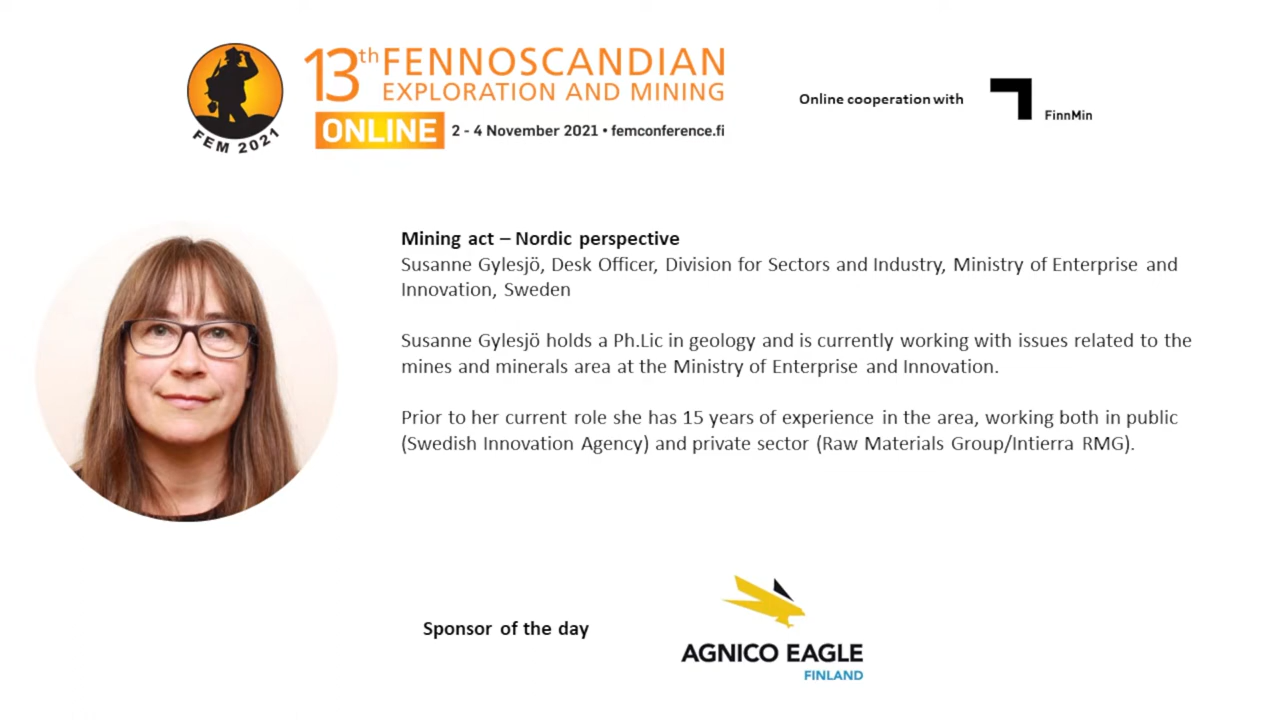 13th FENNOSCANDIAN
EXPLORATION AND MINING
ONLINE 2 - 4 November 2021 • femconference.fi
FEM 2021
Online cooperation with
FinnMin
Mining act – Nordic perspective
Susanne Gylesjö, Desk Officer, Division for Sectors and Industry, Ministry of Enterprise and
Innovation, Sweden
Susanne Gylesjö holds a Ph.Lic in geology and is currently working with issues related to the
mines and minerals area at the Ministry of Enterprise and Innovation.
Prior to her current role she has 15 years of experience in the area, working both in public
(Swedish Innovation Agency) and private sector (Raw Materials Group/Intierra RMG).
Sponsor of the day
AGNICO EAGLE
FINLAND